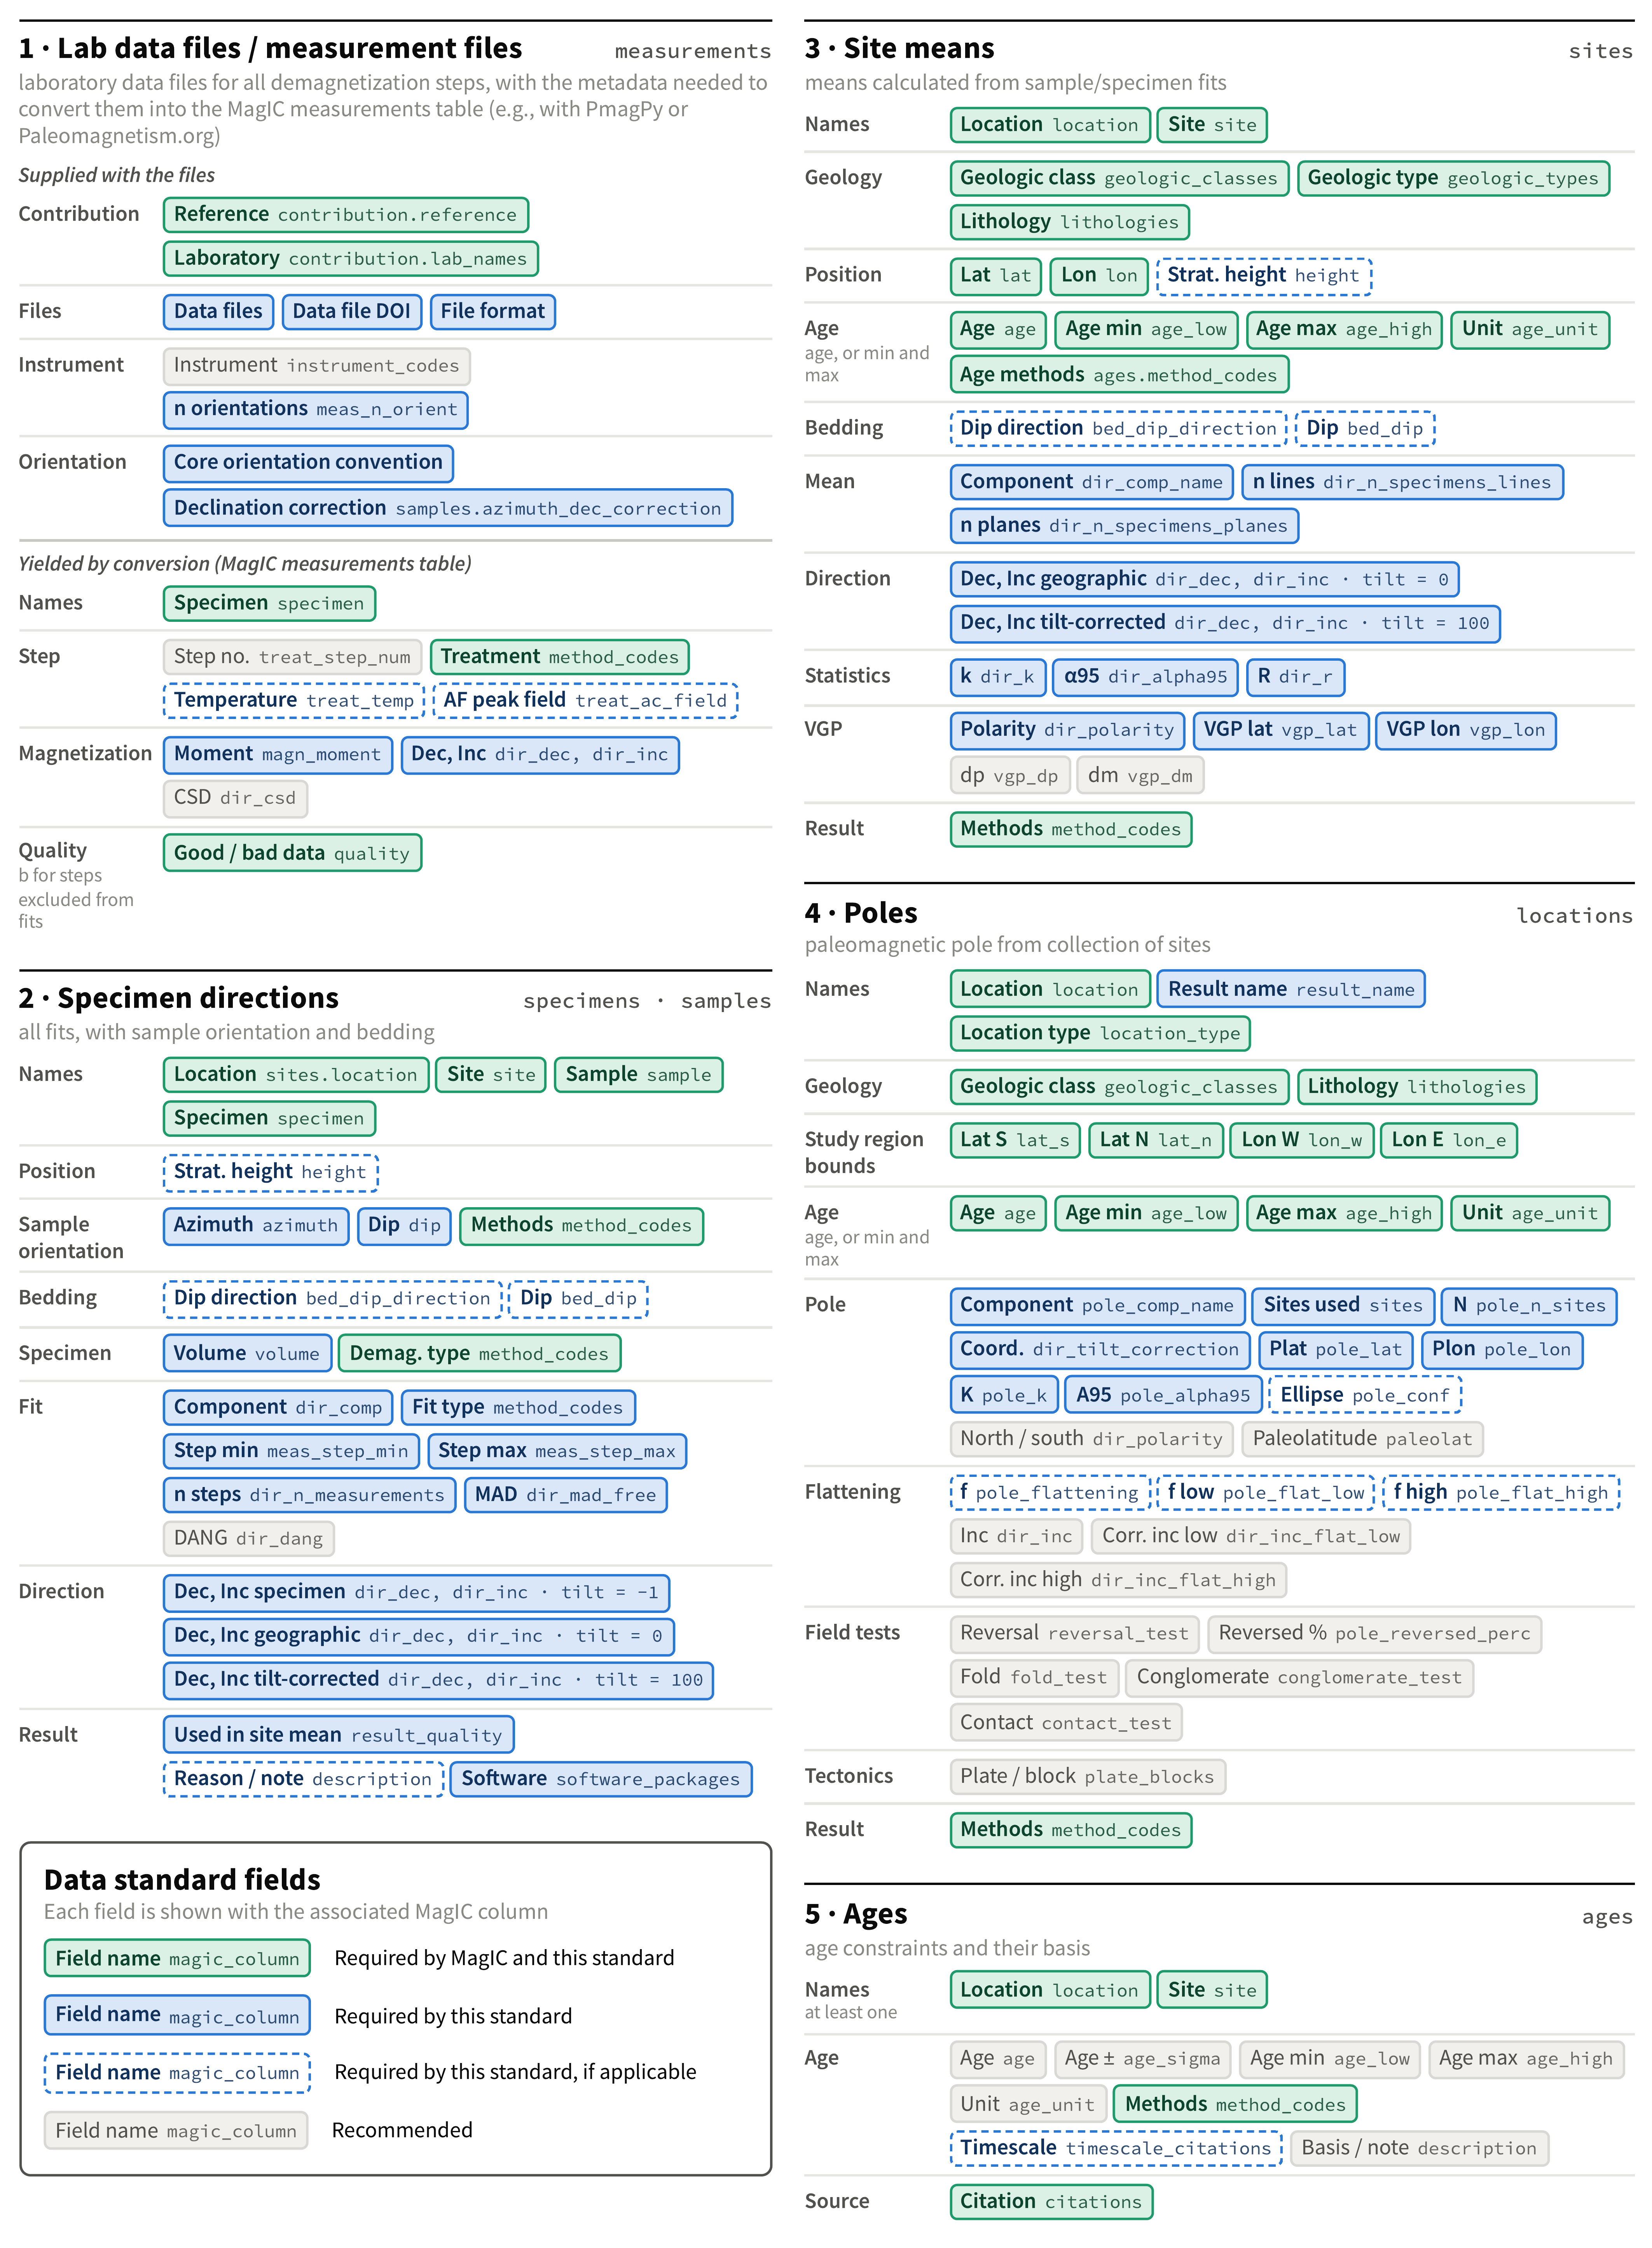 1 · Lab data files / measurement files measurements
laboratory data files for all demagnetization steps, with the metadata needed to
convert them into the MagIC measurements table (e.g., with PmagPy or
Paleomagnetism.org)
Supplied with the files
Contribution Reference contribution.reference
Laboratory contribution.lab_names
Files Data files Data file DOI File format
Instrument Instrument instrument_codes
n orientations meas_n_orient
Orientation Core orientation convention
Declination correction samples.azimuth_dec_correction
Yielded by conversion (MagIC measurements table)
Names Specimen specimen
Step Step no. treat_step_num Treatment method_codes
Temperature treat_temp AF peak field treat_ac_field
Magnetization Moment magn_moment Dec, Inc dir_dec, dir_inc
CSD dir_csd
Quality Good / bad data quality
b for steps
excluded from
fits
2 · Specimen directions specimens · samples
all fits, with sample orientation and bedding
Names Location sites.location Site site Sample sample
Specimen specimen
Position Strat. height height
Sample Azimuth azimuth Dip dip Methods method_codes
orientation
Bedding Dip direction bed_dip_direction Dip bed_dip
Specimen Volume volume Demag. type method_codes
Fit Component dir_comp Fit type method_codes
Step min meas_step_min Step max meas_step_max
n steps dir_n_measurements MAD dir_mad_free
DANG dir_dang
Direction Dec, Inc specimen dir_dec, dir_inc · tilt = −1
Dec, Inc geographic dir_dec, dir_inc · tilt = 0
Dec, Inc tilt-corrected dir_dec, dir_inc · tilt = 100
Result Used in site mean result_quality
Reason / note description Software software_packages
Data standard fields
Each field is shown with the associated MagIC column
Field name magic_column Required by MagIC and this standard
Field name magic_column Required by this standard
Field name magic_column Required by this standard, if applicable
Field name magic_column Recommended
3 · Site means sites
means calculated from sample/specimen fits
Names Location location Site site
Geology Geologic class geologic_classes Geologic type geologic_types
Lithology lithologies
Position Lat lat Lon lon Strat. height height
Age Age age Age min age_low Age max age_high Unit age_unit
age, or min and
max
Age methods ages.method_codes
Bedding Dip direction bed_dip_direction Dip bed_dip
Mean Component dir_comp_name n lines dir_n_specimens_lines
n planes dir_n_specimens_planes
Direction Dec, Inc geographic dir_dec, dir_inc · tilt = 0
Dec, Inc tilt-corrected dir_dec, dir_inc · tilt = 100
Statistics k dir_k α95 dir_alpha95 R dir_r
VGP Polarity dir_polarity VGP lat vgp_lat VGP lon vgp_lon
dp vgp_dp dm vgp_dm
Result Methods method_codes
4 · Poles locations
paleomagnetic pole from collection of sites
Names Location location Result name result_name
Location type location_type
Geology Geologic class geologic_classes Lithology lithologies
Study region Lat S lat_s Lat N lat_n Lon W lon_w Lon E lon_e
bounds
Age Age age Age min age_low Age max age_high Unit age_unit
age, or min and
max
Pole Component pole_comp_name Sites used sites N pole_n_sites
Coord. dir_tilt_correction Plat pole_lat Plon pole_lon
K pole_k A95 pole_alpha95 Ellipse pole_conf
North / south dir_polarity Paleolatitude paleolat
Flattening f pole_flattening f low pole_flat_low f high pole_flat_high
Inc dir_inc Corr. inc low dir_inc_flat_low
Corr. inc high dir_inc_flat_high
Field tests Reversal reversal_test Reversed % pole_reversed_perc
Fold fold_test Conglomerate conglomerate_test
Contact contact_test
Tectonics Plate / block plate_blocks
Result Methods method_codes
5 · Ages ages
age constraints and their basis
Names Location location Site site
at least one
Age Age age Age ± age_sigma Age min age_low Age max age_high
Unit age_unit Methods method_codes
Timescale timescale_citations Basis / note description
Source Citation citations